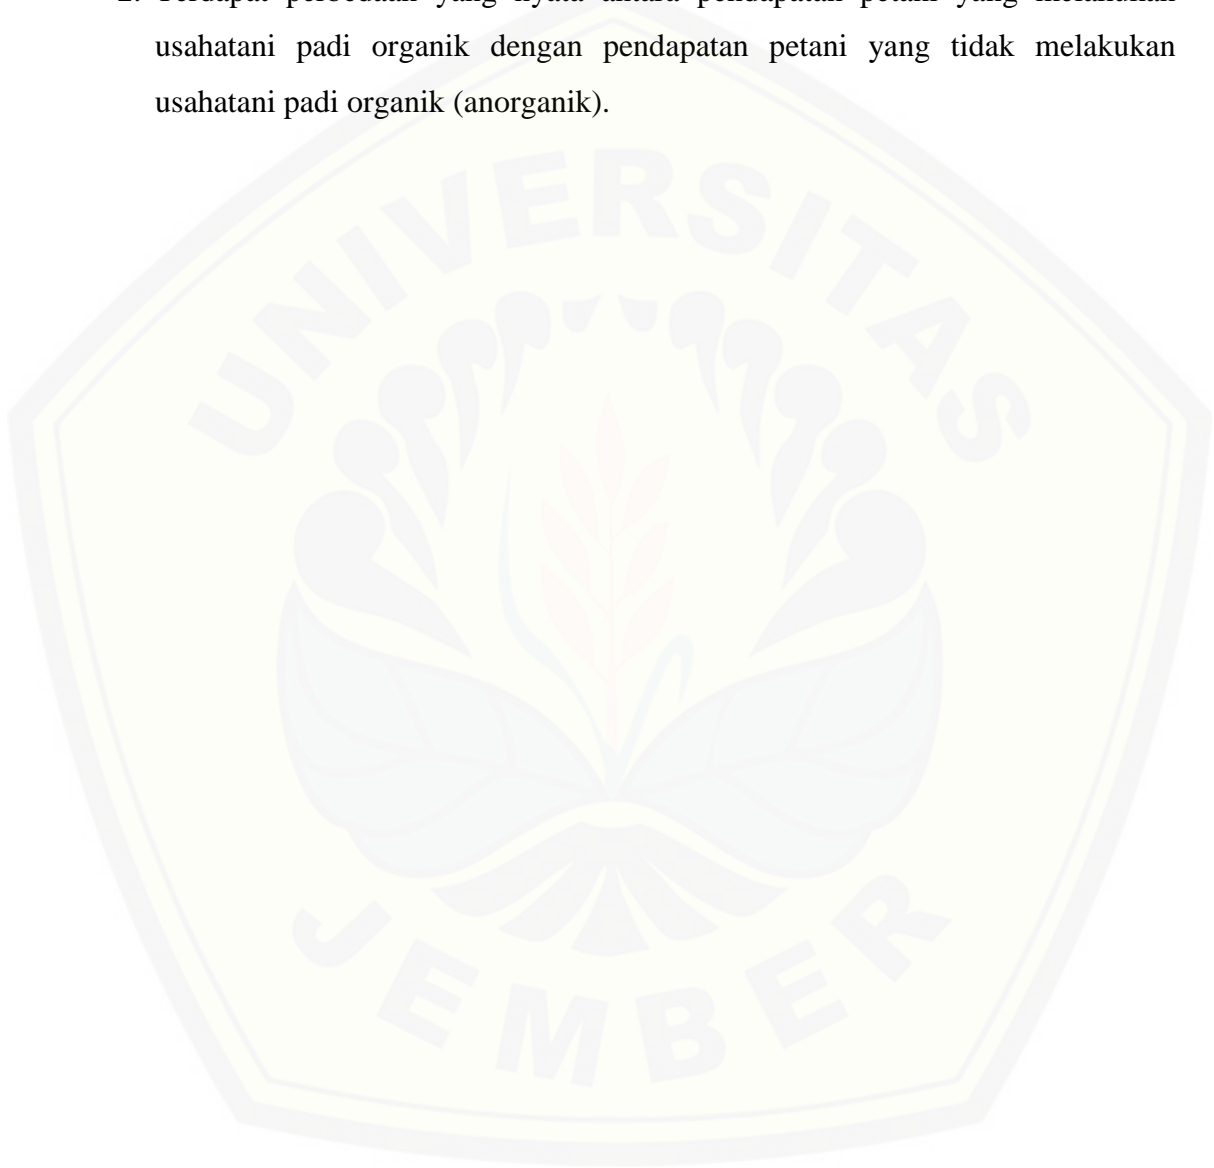 2. Terdapat perbedaan yang nyata antara pendapatan petani yang melakukan
usahatani padi organik dengan pendapatan petani yang tidak melakukan
usahatani padi organik (anorganik).
UNIVERSITAS
JEMBER